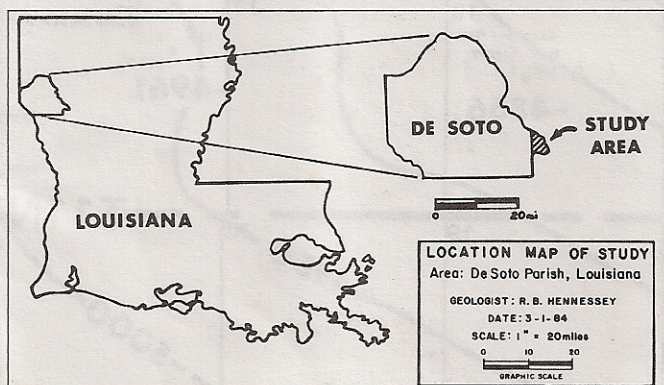 DE SOTO
STUDY
AREA
0 20mi
LOUISIANA
LOCATION MAP OF STUDY
Area: De Soto Parish, Louisiana
GEOLOGIST: R. B. HENNESSEY
DATE: 3-1-84
SCALE: 1" = 20miles
0 10 20
GRAPHIC SCALE